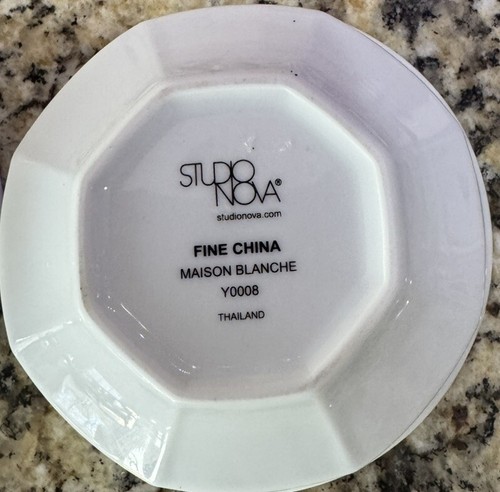 STUDIO
NOVA®
studionova.com
FINE CHINA
MAISON BLANCHE
Y0008
THAILAND